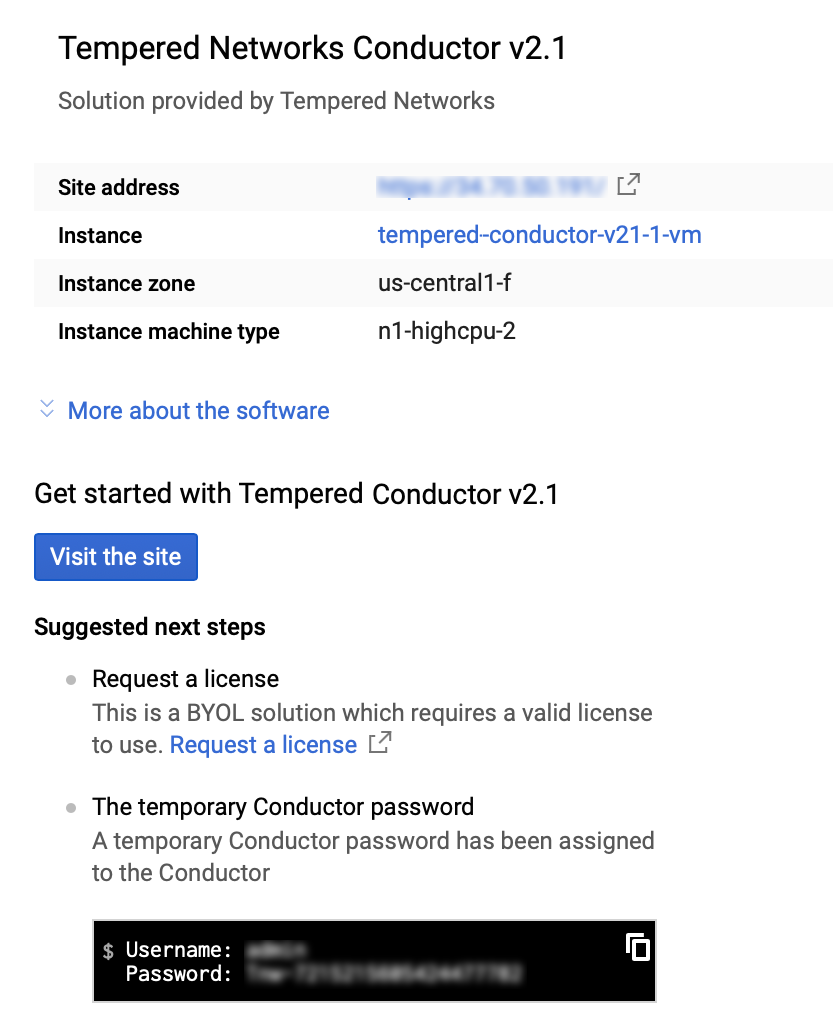 Tempered Networks Conductor v2.1
Solution provided by Tempered Networks
Site address
Instance tempered-conductor-v21-1-vm
Instance zone us-central1-f
Instance machine type n1-highcpu-2
More about the software
Get started with Tempered Conductor v2.1
Visit the site
Suggested next steps
Request a license
This is a BYOL solution which requires a valid license
to use. Request a license
The temporary Conductor password
A temporary Conductor password has been assigned
to the Conductor
$ Username:
Password: